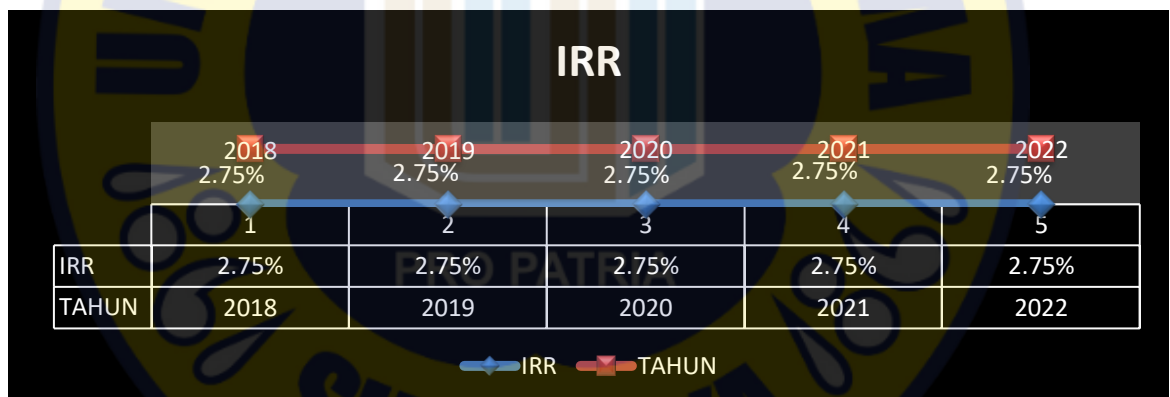 IRR
2018 2019 2020 2021 2022
2.75% 2.75% 2.75% 2.75% 2.75%
1 2 3 4 5
IRR 2.75% 2.75% 2.75% 2.75% 2.75%
PRO PATRIA
TAHUN 2018 2019 2020 2021 2022
IRR TAHUN